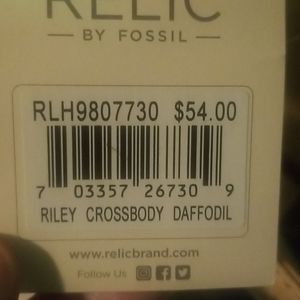 RELIC
BY FOSSIL
RLH9807730 $54.00
7 03357 26730 9
RILEY CROSSBODY DAFFODIL
www.relicbrand.com
Follow Us